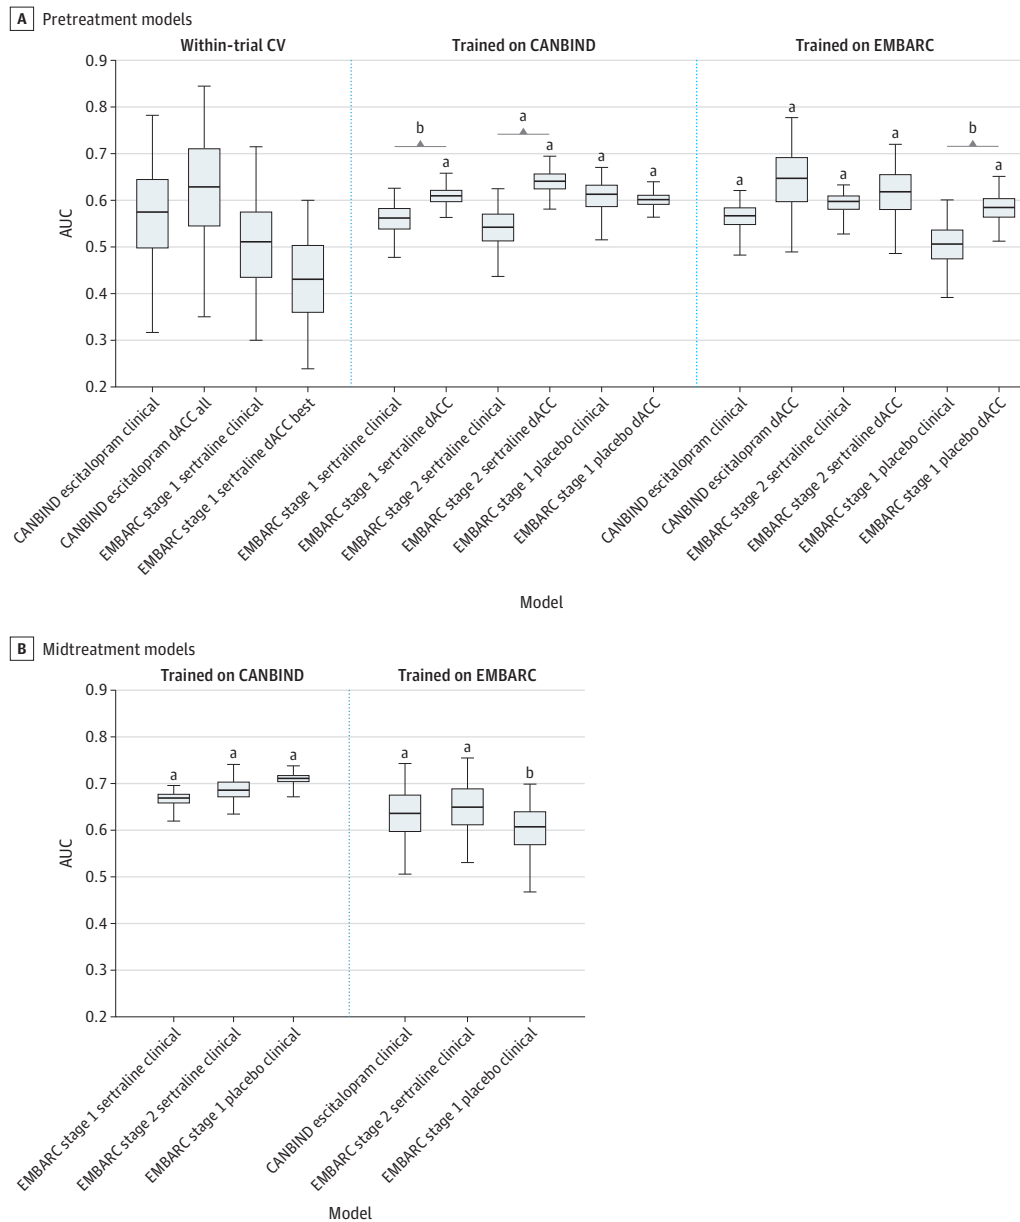 A Pretreatment models
Within-trial CV
Trained on CANBIND
Trained on EMBARC
0.9
0.8
0.7
0.6
0.5
0.4
0.3
0.2
AUC
b
a
a
a
a
a
a
a
a
a
b
a
CANBIND escitalopram clinical
CANBIND escitalopram dACC all
EMBARC stage 1 sertraline clinical
EMBARC stage 1 sertraline dACC best
EMBARC stage 1 sertraline clinical
EMBARC stage 1 sertraline dACC
EMBARC stage 2 sertraline clinical
EMBARC stage 2 sertraline dACC
EMBARC stage 1 placebo clinical
EMBARC stage 1 placebo dACC
CANBIND escitalopram clinical
CANBIND escitalopram dACC
EMBARC stage 2 sertraline clinical
EMBARC stage 2 sertraline dACC
EMBARC stage 1 placebo clinical
EMBARC stage 1 placebo dACC
Model
B Midtreatment models
Trained on CANBIND
Trained on EMBARC
0.9
0.8
0.7
0.6
0.5
0.4
0.3
0.2
AUC
a
a
a
a
a
b
EMBARC stage 1 sertraline clinical
EMBARC stage 2 sertraline clinical
EMBARC stage 1 placebo clinical
CANBIND escitalopram clinical
EMBARC stage 2 sertraline clinical
EMBARC stage 1 placebo clinical
Model